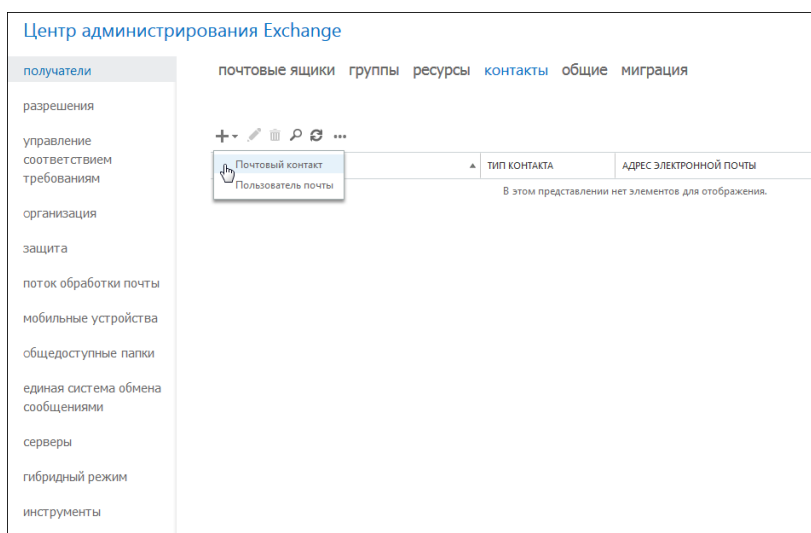 Центр администрирования Exchange
получатели
почтовые ящики группы ресурсы контакты общие миграция
разрешения
управление
соответствием
требованиям
организация
защита
поток обработки почты
мобильные устройства
общедоступные папки
единая система обмена
сообщениями
серверы
гибридный режим
инструменты
Почтовый контакт
Пользователь почты
ТИП КОНТАКТА АДРЕС ЭЛЕКТРОННОЙ ПОЧТЫ
В этом представлении нет элементов для отображения.